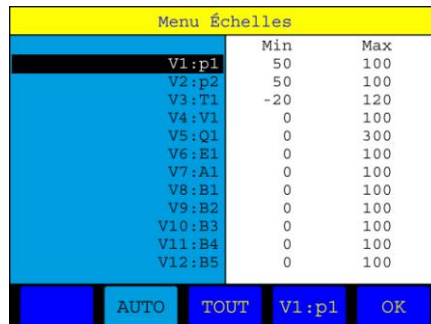 Menu Échelles
Min Max
V1:p1 50 100
V2:p2 50 100
V3:T1 -20 120
V4:V1 0 100
V5:Q1 0 300
V6:E1 0 100
V7:A1 0 100
V8:B1 0 100
V9:B2 0 100
V10:B3 0 100
V11:B4 0 100
V12:B5 0 100
AUTO TOUT V1:p1 OK